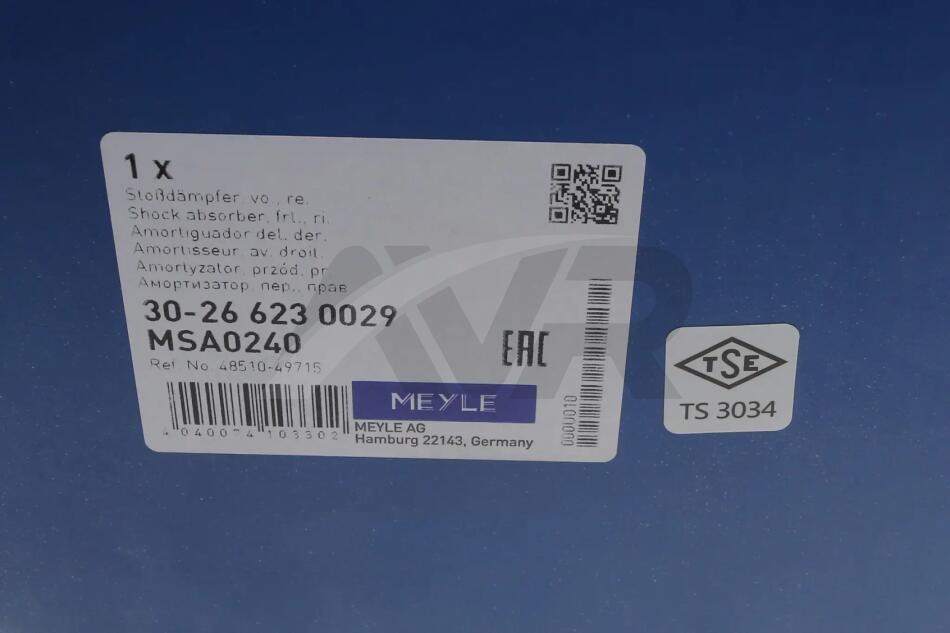 1 x
Stoßdämpfer, vo., re.
Shock absorber, frt., ri.
Amortiguador del. der.
Amortisseur, av. droit.
Amortyzator, przód, pr.
Амортизатор, пер., прав
30-26 623 0029
MSA0240
Ref. No. 48510-49715
4 040074 103302
MEYLE
MEYLE AG
Hamburg 22143, Germany
EAC
0000010
TSE
TS 3034
AVR